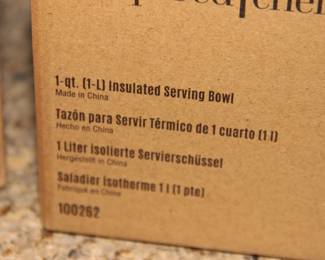 1-qt. (1-L) Insulated Serving Bowl
Made in China
Tazón para Servir Térmico de 1 cuarto (1 l)
Hecho en China
1 Liter isolierte Servierschüssel
Hergestellt in China
Saladier isotherme 1 l (1 pte)
Fabriqué en China
100262